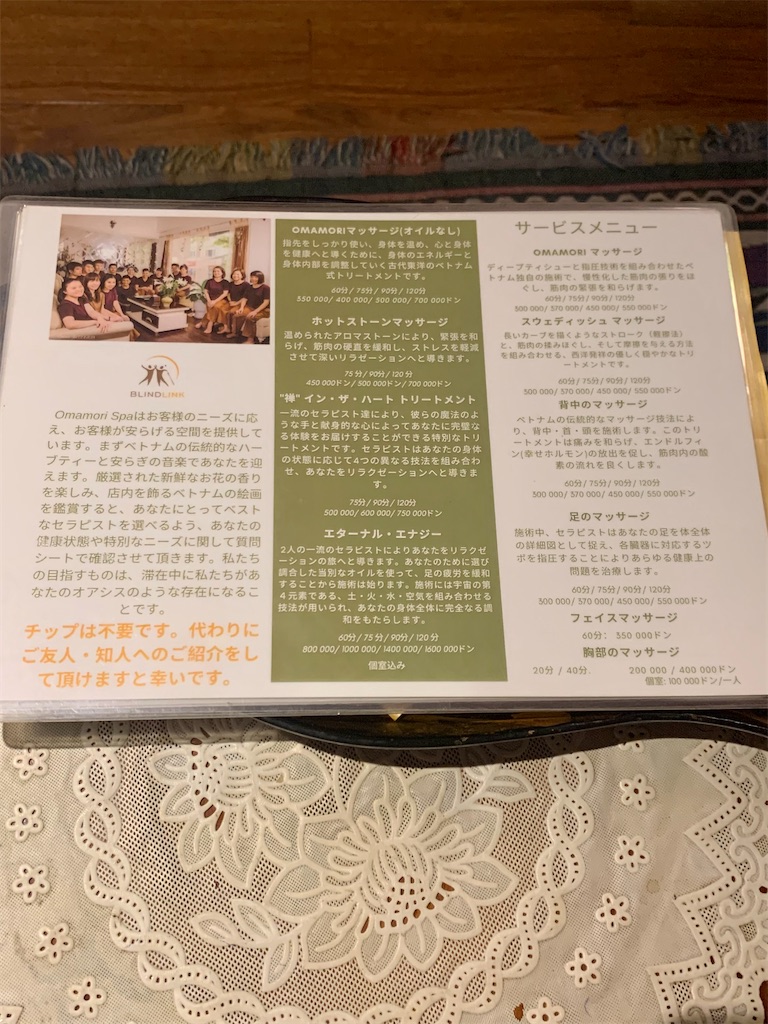 BLINDLINK
Omamori Spaはお客様のニーズに応
え、お客様が安らげる空間を提供して
います。まずベトナムの伝統的なハー
ブティーと安らぎの音楽であなたを迎
えます。厳選された新鮮なお花の香り
を楽しみ、店内を飾るベトナムの絵画
を鑑賞すると、あなたにとってベスト
なセラピストを選べるよう、あなたの
健康状態や特別なニーズに関して質問
シートで確認させて頂きます。私たち
の目指すものは、滞在中に私たちがあ
なたのオアシスのような存在になるこ
とです。
チップは不要です。代わりに
ご友人・知人へのご紹介をし
て頂けますと幸いです。
OMAMORIマッサージ(オイルなし)
指先をしっかり使い、身体を温め、心と身体
を健康へと導くために、身体のエネルギーと
身体内部を調整していく古代東洋のベトナム
式トリートメントです。
60分/ 75分/ 90分/ 120分
350 000/ 400 000/ 500 000/ 700 000ドン
ホットストーンマッサージ
温められたアロマストーンにより、緊張を和
らげ、筋肉の硬直を緩和し、ストレスを軽減
させて深いリラゼーションへと導きます。
75 分/ 90分/ 120 分
450 000ドン/ 500 000ドン/ 700 000ドン
"禅" イン・ザ・ハート トリートメント
一流のセラピスト達により、彼らの魔法のよう
な手と献身的な心によってあなたに完璧な
る体験をお届けすることができる特別なトリ
ートメントです。セラピストはあなたの身体
の状態に応じて4つの異なる技法を組み合わ
せ、あなたをリラクゼーションへと導きま
す。
75分/ 90分/ 120分
500 000/ 600 000/ 750 000ドン
エターナル・エナジー
2人の一流のセラピストによりあなたをリラクゼ
ーションの旅へと導きます。あなたのために選び
調合した当別なオイルを使って、足の疲労を緩和
することから施術は始ります。施術には宇宙の第
4元素である、土・火・水・空気を組み合わせる
技法が用いられ、あなたの身体全体に完全なる調
和をもたらします。
60分/ 75 分/ 90分/ 120 分
800 000/ 1000 000/ 1400 000/ 1600 000ドン
個室込み
サービスメニュー
OMAMORI マッサージ
ディープティシューと指圧技術を組み合わせたベ
トナム独自の施術で、慢性化した筋肉の張りをほ
ぐし、筋肉の緊張を和らげます。
60分/ 75分/ 90分/ 120分
300 000/ 370 000/ 450 000/ 550 000ドン
スウェディッシュ マッサージ
長いカーブを描くようなストローク（軽擦法）
と、筋肉の揉みほぐし、そして摩擦を与える方法
を組み合わせる、西洋発祥の優しく穏やかなトリ
ートメントです。
60分/ 75分/ 90分/ 120分
300 000/ 370 000/ 450 000/ 550 000ドン
背中のマッサージ
ベトナムの伝統的なマッサージ技法によ
り、背中・首・頭を施術します。このトリ
ートメントは痛みを和らげ、エンドルフィ
ン(幸せホルモン)の放出を促し、筋肉内の酸
素の流れを良くします。
60分/ 75分/ 90分/ 120分
300 000/ 370 000/ 450 000/ 550 000ドン
足のマッサージ
施術中、セラピストはあなたの足を体全体
の詳細図として捉え、各臓器に対応するツ
ボを指圧することによりあらゆる健康上の
問題を治療します。
60分/ 75分/ 90分/ 120分
300 000/ 370 000/ 450 000/ 550 000ドン
フェイスマッサージ
60分： 350 000ドン
胸部のマッサージ
20分 / 40分. 200 000 / 400 000ドン
個室: 100 000ドン/一人